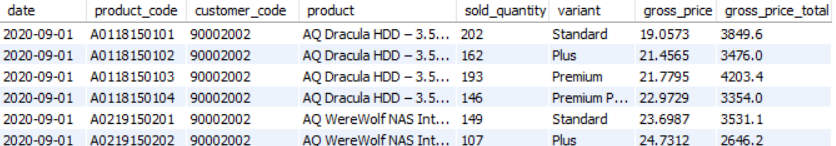 date product_code customer_code product sold_quantity variant gross_price gross_price_total
2020-09-01 A0118150101 90002002 AQ Dracula HDD – 3.5... 202 Standard 19.0573 3849.6
2020-09-01 A0118150102 90002002 AQ Dracula HDD – 3.5... 162 Plus 21.4565 3476.0
2020-09-01 A0118150103 90002002 AQ Dracula HDD – 3.5... 193 Premium 21.7795 4203.4
2020-09-01 A0118150104 90002002 AQ Dracula HDD – 3.5... 146 Premium P... 22.9729 3354.0
2020-09-01 A0219150201 90002002 AQ WereWolf NAS Int... 149 Standard 23.6987 3531.1
2020-09-01 A0219150202 90002002 AQ WereWolf NAS Int... 107 Plus 24.7312 2646.2